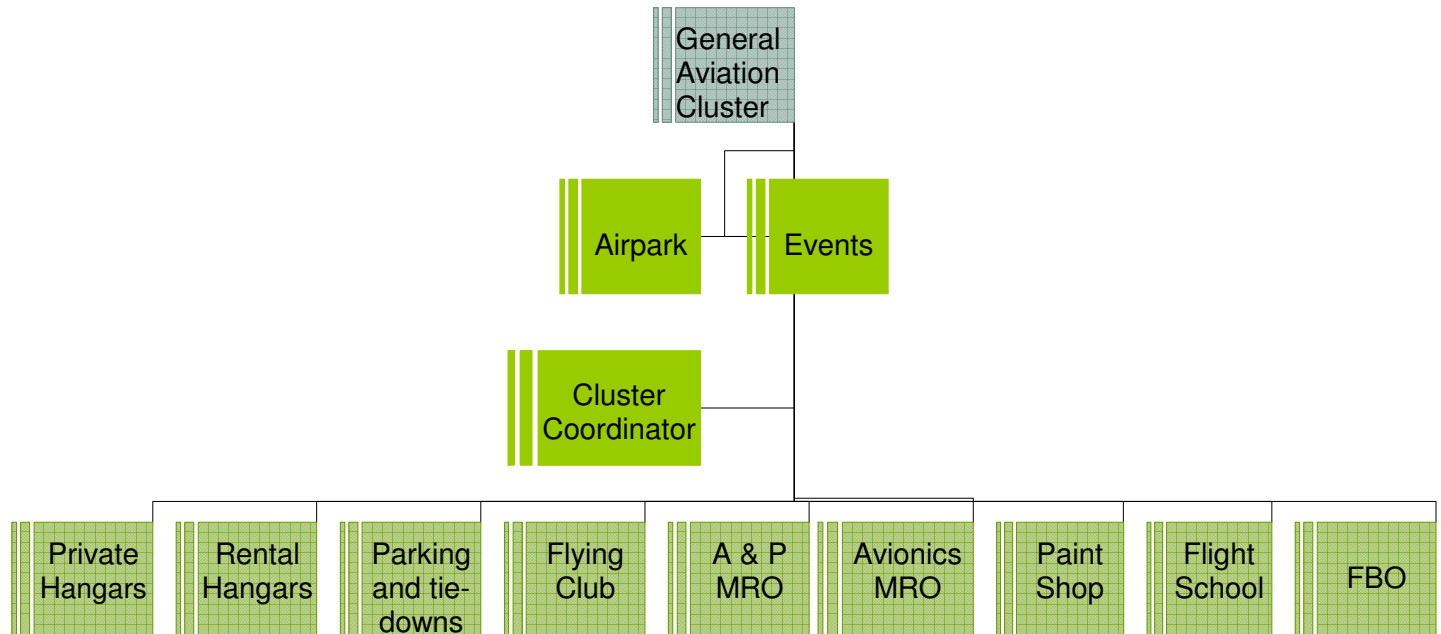 General
Aviation
Cluster
Airpark
Events
Cluster
Coordinator
Private
Hangars
Rental
Hangars
Parking
and tie-
downs
Flying
Club
A & P
MRO
Avionics
MRO
Paint
Shop
Flight
School
FBO